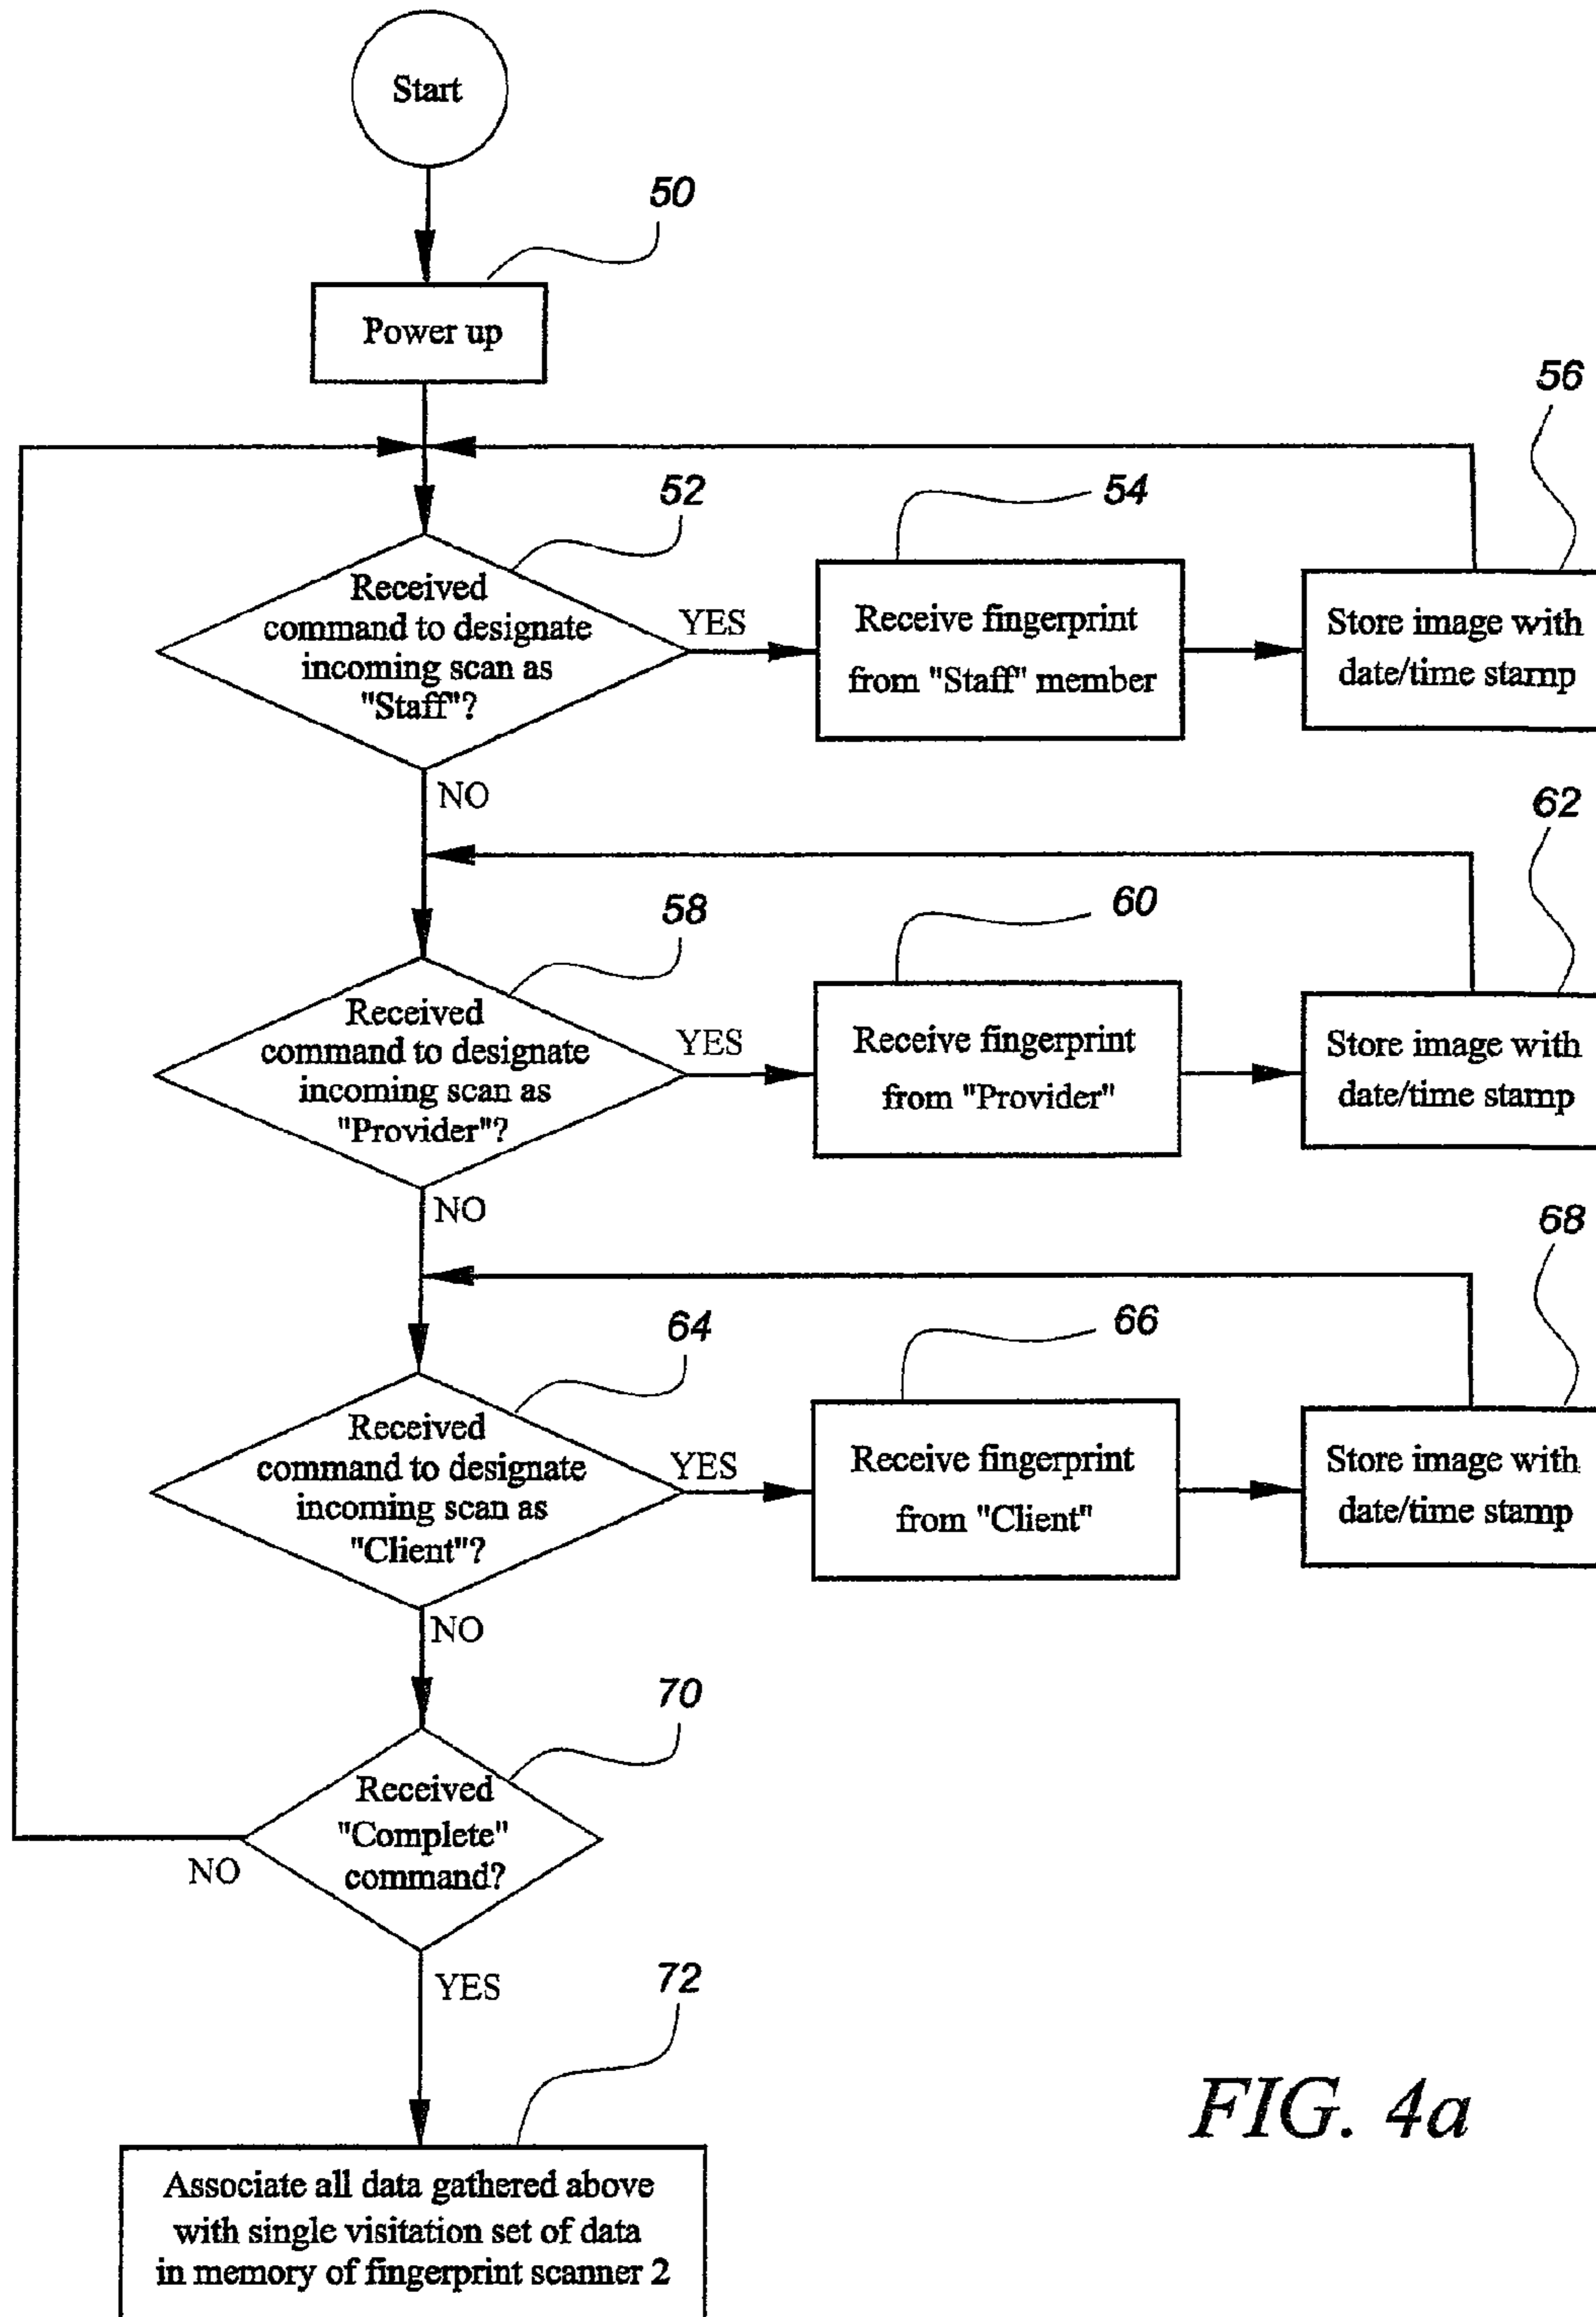 Start
50
Power up
56
52
54
Received
command to designate
incoming scan as
"Staff"?
YES
Receive fingerprint
from "Staff" member
Store image with
date/time stamp
NO
62
58
60
Received
command to designate
incoming scan as
"Provider"?
YES
Receive fingerprint
from "Provider"
Store image with
date/time stamp
NO
68
64
66
Received
command to designate
incoming scan as
"Client"?
YES
Receive fingerprint
from "Client"
Store image with
date/time stamp
NO
70
Received
"Complete"
command?
NO
YES
72
Associate all data gathered above
with single visitation set of data
in memory of fingerprint scanner 2
FIG. 4a